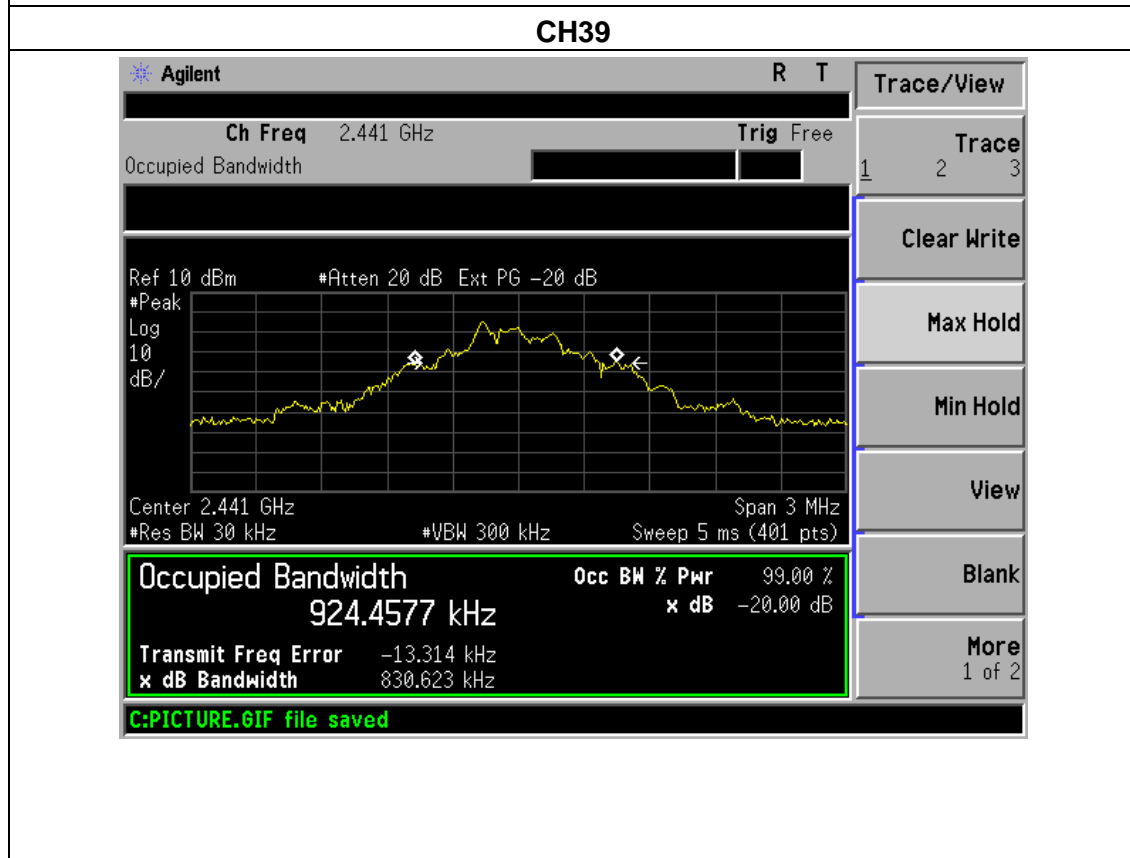 CH39
Agilent R T
Trace/View
Ch Freq 2.441 GHz Trig Free
Occupied Bandwidth
Trace
1 2 3
Clear Write
Ref 10 dBm #Atten 20 dB Ext PG −20 dB
#Peak
Log
10
dB/
Max Hold
Min Hold
View
Center 2.441 GHz Span 3 MHz
#Res BW 30 kHz #VBW 300 kHz Sweep 5 ms (401 pts)
Occupied Bandwidth Occ BW % Pwr 99.00 %
924.4577 kHz x dB −20.00 dB
Blank
Transmit Freq Error −13.314 kHz
x dB Bandwidth 830.623 kHz
More
1 of 2
C:PICTURE.GIF file saved